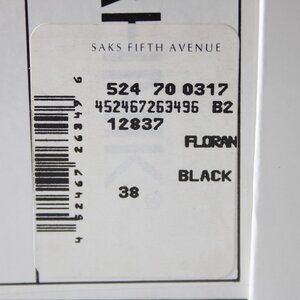 SAKS FIFTH AVENUE
524 70 0317
452467263496 B2
12837
FLORAN
BLACK
38